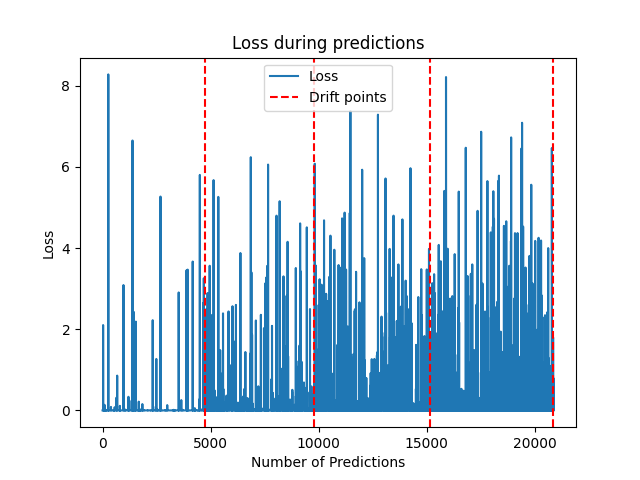 Loss during predictions
Loss
Drift points
8
6
4
2
0
Loss
0
5000
10000
15000
20000
Number of Predictions